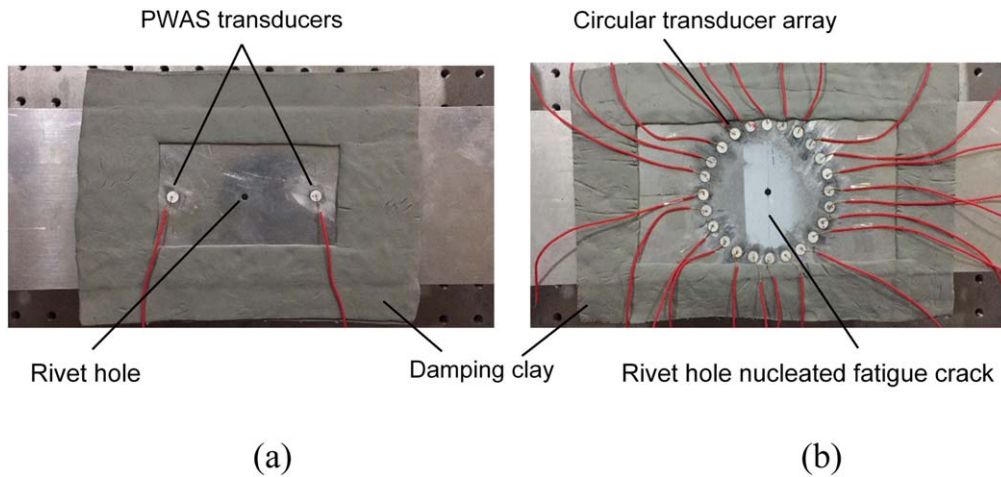 PWAS transducers
Circular transducer array
Rivet hole
Damping clay
Rivet hole nucleated fatigue crack
(a)
(b)